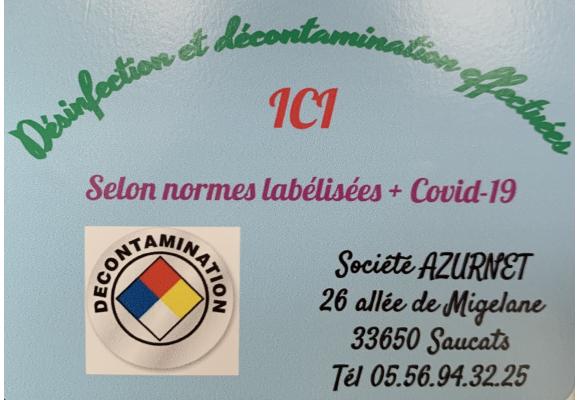 Désinfection et décontamination effectuées
ICI
Selon normes labélisées + Covid-19
DECONTAMINATION
Société AZURNET
26 allée de Migelane
33650 Saucats
Tél 05.56.94.32.25